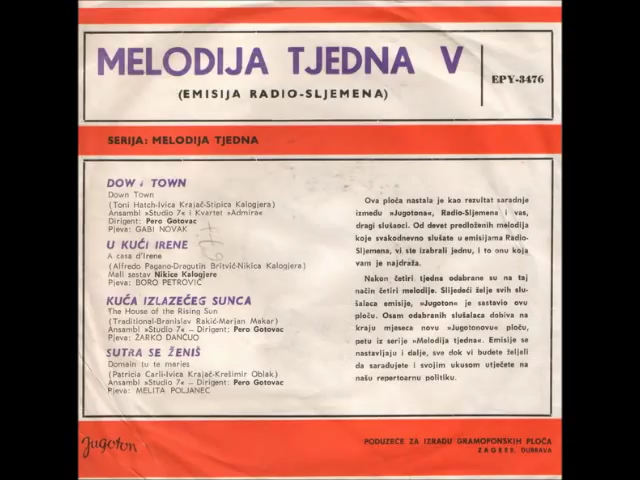 MELODIJA TJEDNA V
(EMISIJA RADIO-SLJEMENA)
EPY-3476
SERIJA: MELODIJA TJEDNA
DOWN TOWN
Down Town
(Toni Hatch-Ivica Krajač-Stipica Kalogjera)
Ansambl »Studio 7« i Kvartet »Admira«
Dirigent: Pero Gotovac
Pjeva: GABI NOVAK
U KUĆI IRENE
A casa d'Irene
(Alfredo Pagano-Dragutin Britvić-Nikica Kalogjera)
Mali sastav Nikice Kalogjere
Pjeva: BORO PETROVIĆ
KUĆA IZLAZEĆEG SUNCA
The House of the Rising Sun
(Traditional-Branislav Rakić-Marjan Makar)
Ansambl »Studio 7« – Dirigent: Pero Gotovac
Pjeva: ŽARKO DANČUO
SUTRA SE ŽENIŠ
Domain tu te maries
(Patricia Carli-Ivica Krajač-Krešimir Oblak)
Ansambl »Studio 7« – Dirigent: Pero Gotovac
Pjeva: MELITA POLJANEC
Ova ploča nastala je kao rezultat saradnje
između »Jugotona«, Radio-Sljemena i vas,
dragi slušaoci. Od devet predloženih melodija
koje svakodnevno slušate u emisijama Radio-
Sljemena, vi ste izabrali jednu, i to onu koja
vam je najdraža.
Nakon četiri tjedna odabrane su na taj
način četiri melodije. Slijedeći želje svih slu-
šalaca emisije, »Jugoton« je sastavio ovu
ploču. Osam odabranih slušalaca dobiva na
kraju mjeseca novu »Jugotonovu« ploču,
petu iz serije »Melodija tjedna«. Emisije se
nastavljaju i dalje, sve dok vi budete željeli
da sarađujete i svojim ukusom utječete na
našu repertoarnu politiku.
Jugoton
PODUZEĆE ZA IZRADU GRAMOFONSKIH PLOČA
ZAGREB, DUBRAVA